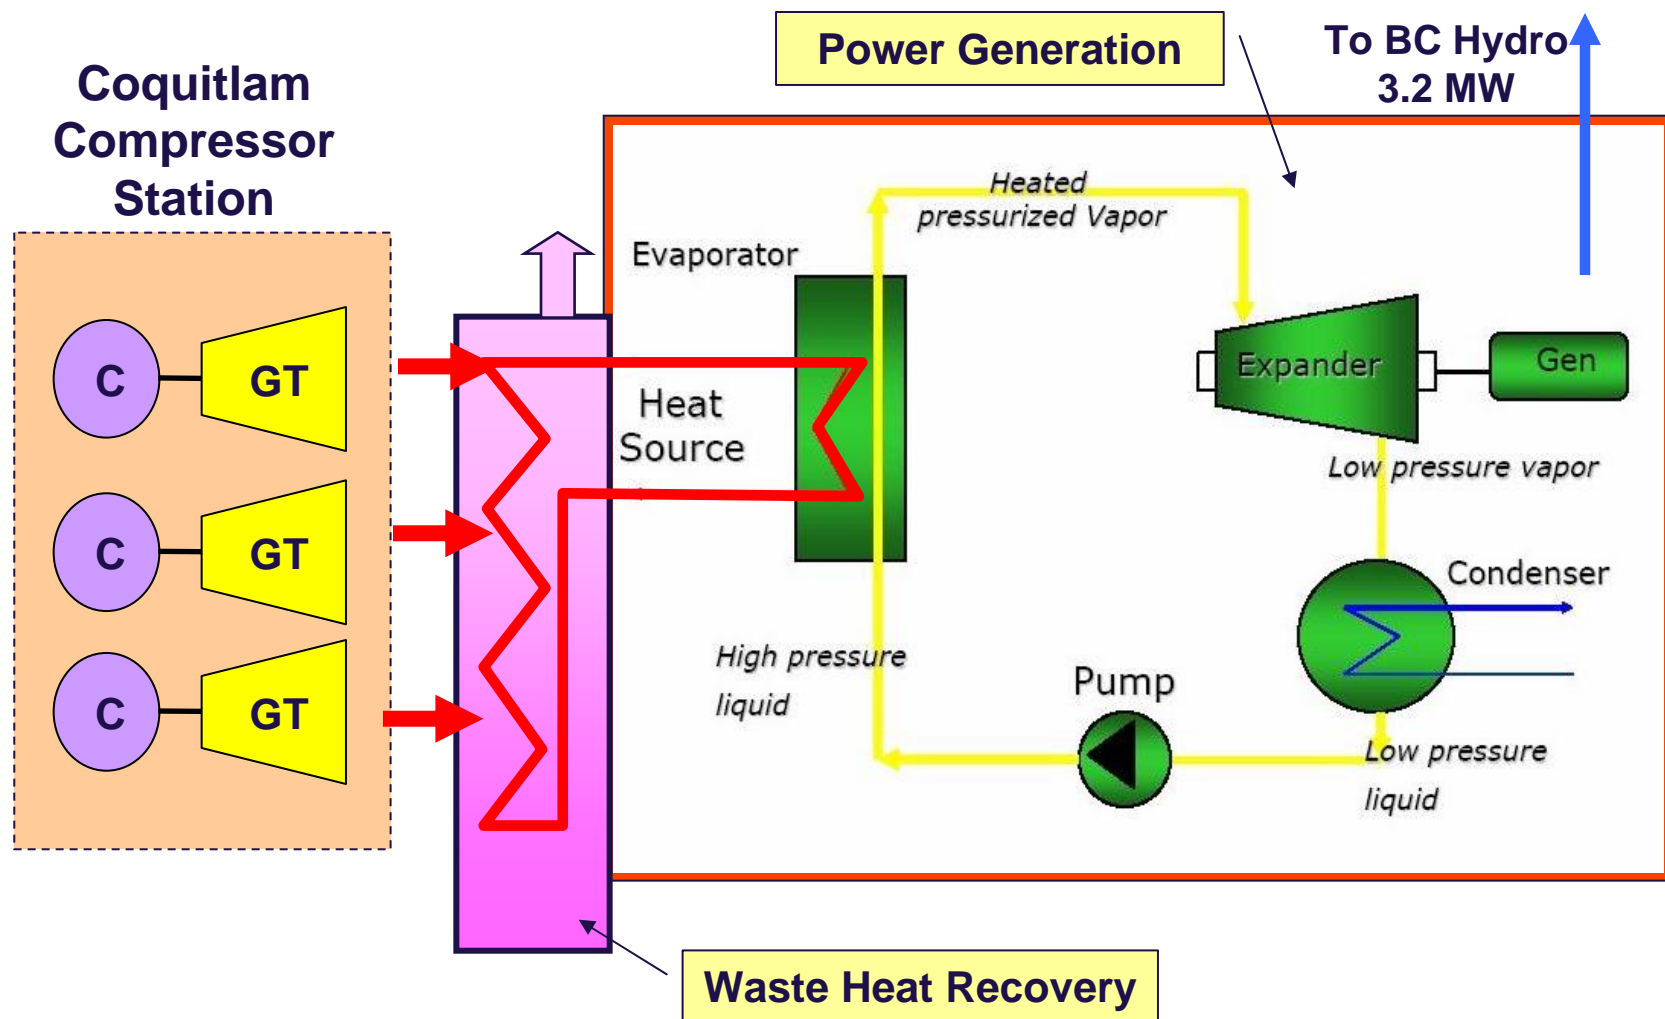 Power Generation
To BC Hydro
3.2 MW
Coquitlam
Compressor
Station
Heated
pressurized Vapor
Evaporator
C
GT
Heat
Source
Expander
Gen
Low pressure vapor
C
GT
Condenser
High pressure
liquid
Pump
C
GT
Low pressure
liquid
Waste Heat Recovery